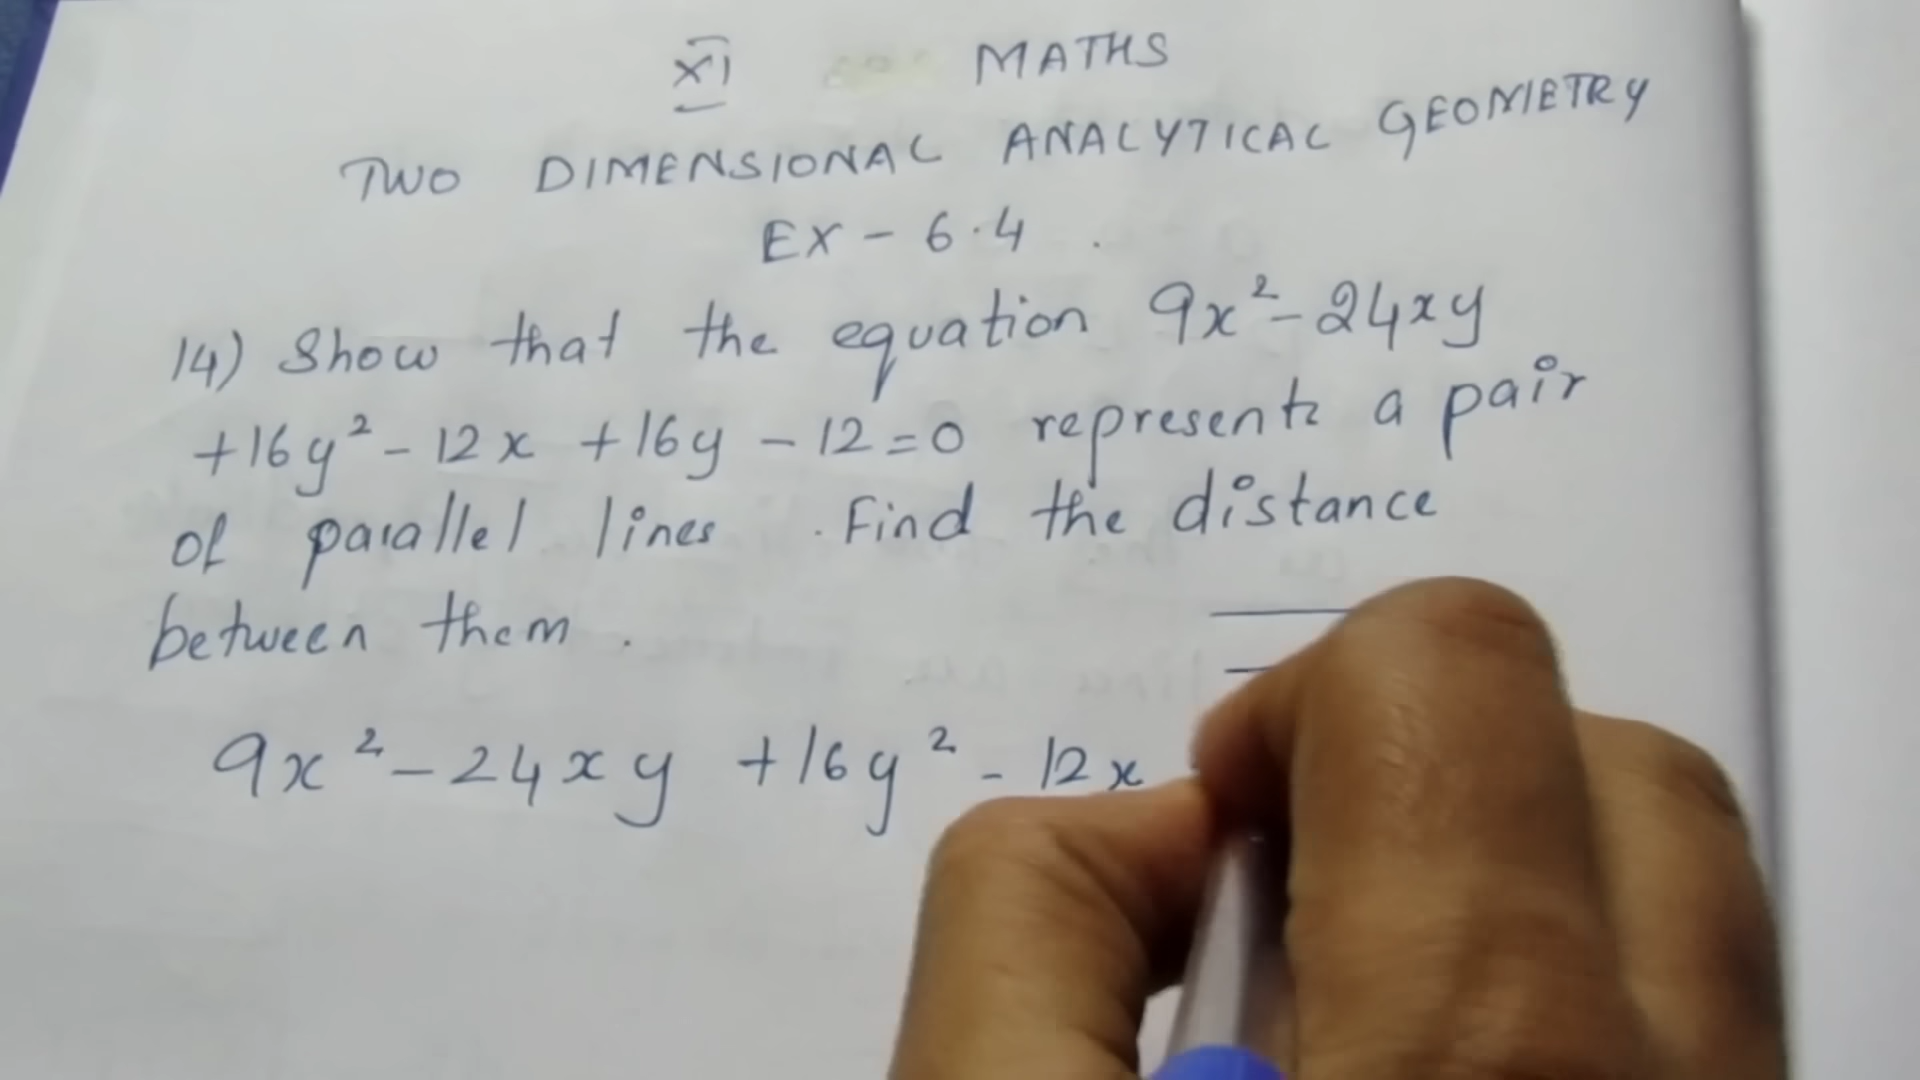 XI MATHS
TWO DIMENSIONAL ANALYTICAL GEOMETRY
EX - 6.4 .
14) Show that the equation 9x² - 24xy
+16y² - 12x +16y - 12 = 0 represents a pair
of parallel lines . Find the distance
between them .
9x² - 24xy +16y² - 12x